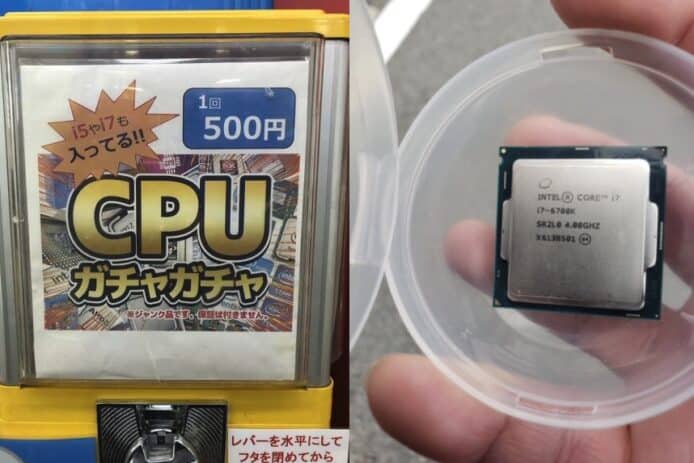 i5やi7も
入ってる!!
1回
500円
CPU
ガチャガチャ
※ジャンク品です。保証は付きません。
レバーを水平にして
フタを閉めてから
INTEL® CORE™ i7
i7-6700K
SR2L0 4.00GHZ
X613B501 e4